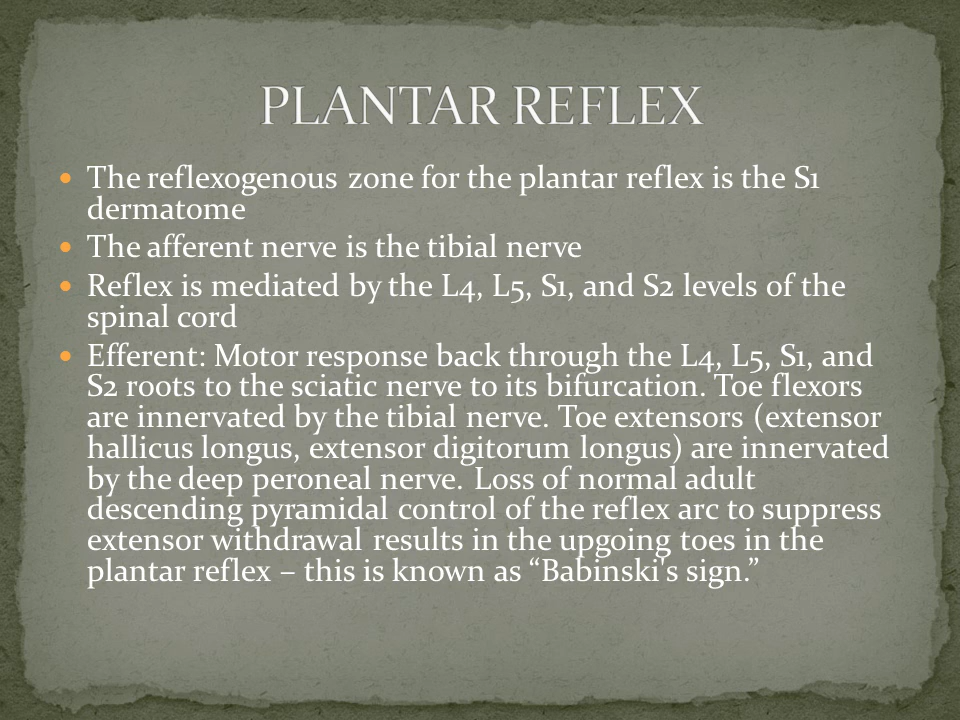 PLANTAR REFLEX
• The reflexogenous zone for the plantar reflex is the S1
dermatome
• The afferent nerve is the tibial nerve
• Reflex is mediated by the L4, L5, S1, and S2 levels of the
spinal cord
• Efferent: Motor response back through the L4, L5, S1, and
S2 roots to the sciatic nerve to its bifurcation. Toe flexors
are innervated by the tibial nerve. Toe extensors (extensor
hallicus longus, extensor digitorum longus) are innervated
by the deep peroneal nerve. Loss of normal adult
descending pyramidal control of the reflex arc to suppress
extensor withdrawal results in the upgoing toes in the
plantar reflex – this is known as “Babinski's sign.”